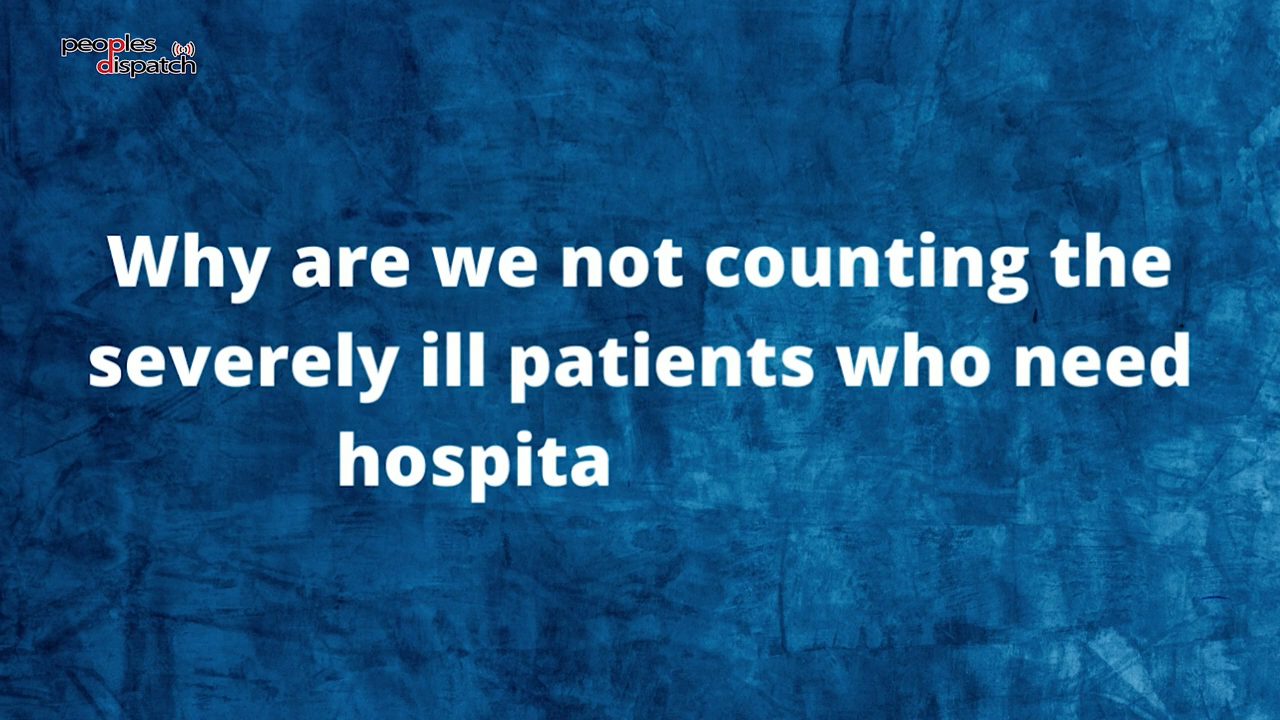 peoples
dispatch
Why are we not counting the
severely ill patients who need
hospita